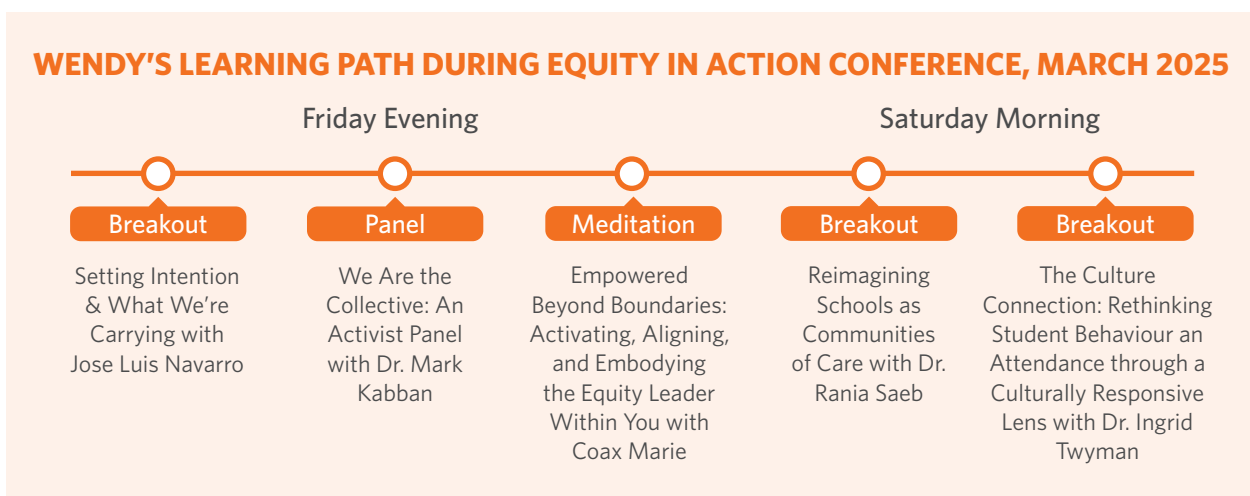 WENDY’S LEARNING PATH DURING EQUITY IN ACTION CONFERENCE, MARCH 2025
Friday Evening
Saturday Morning
Breakout
Setting Intention
& What We’re
Carrying with
Jose Luis Navarro
Panel
We Are the
Collective: An
Activist Panel
with Dr. Mark
Kabban
Meditation
Empowered
Beyond Boundaries:
Activating, Aligning,
and Embodying
the Equity Leader
Within You with
Coax Marie
Breakout
Reimagining
Schools as
Communities
of Care with Dr.
Rania Saeb
Breakout
The Culture
Connection: Rethinking
Student Behaviour an
Attendance through a
Culturally Responsive
Lens with Dr. Ingrid
Twyman